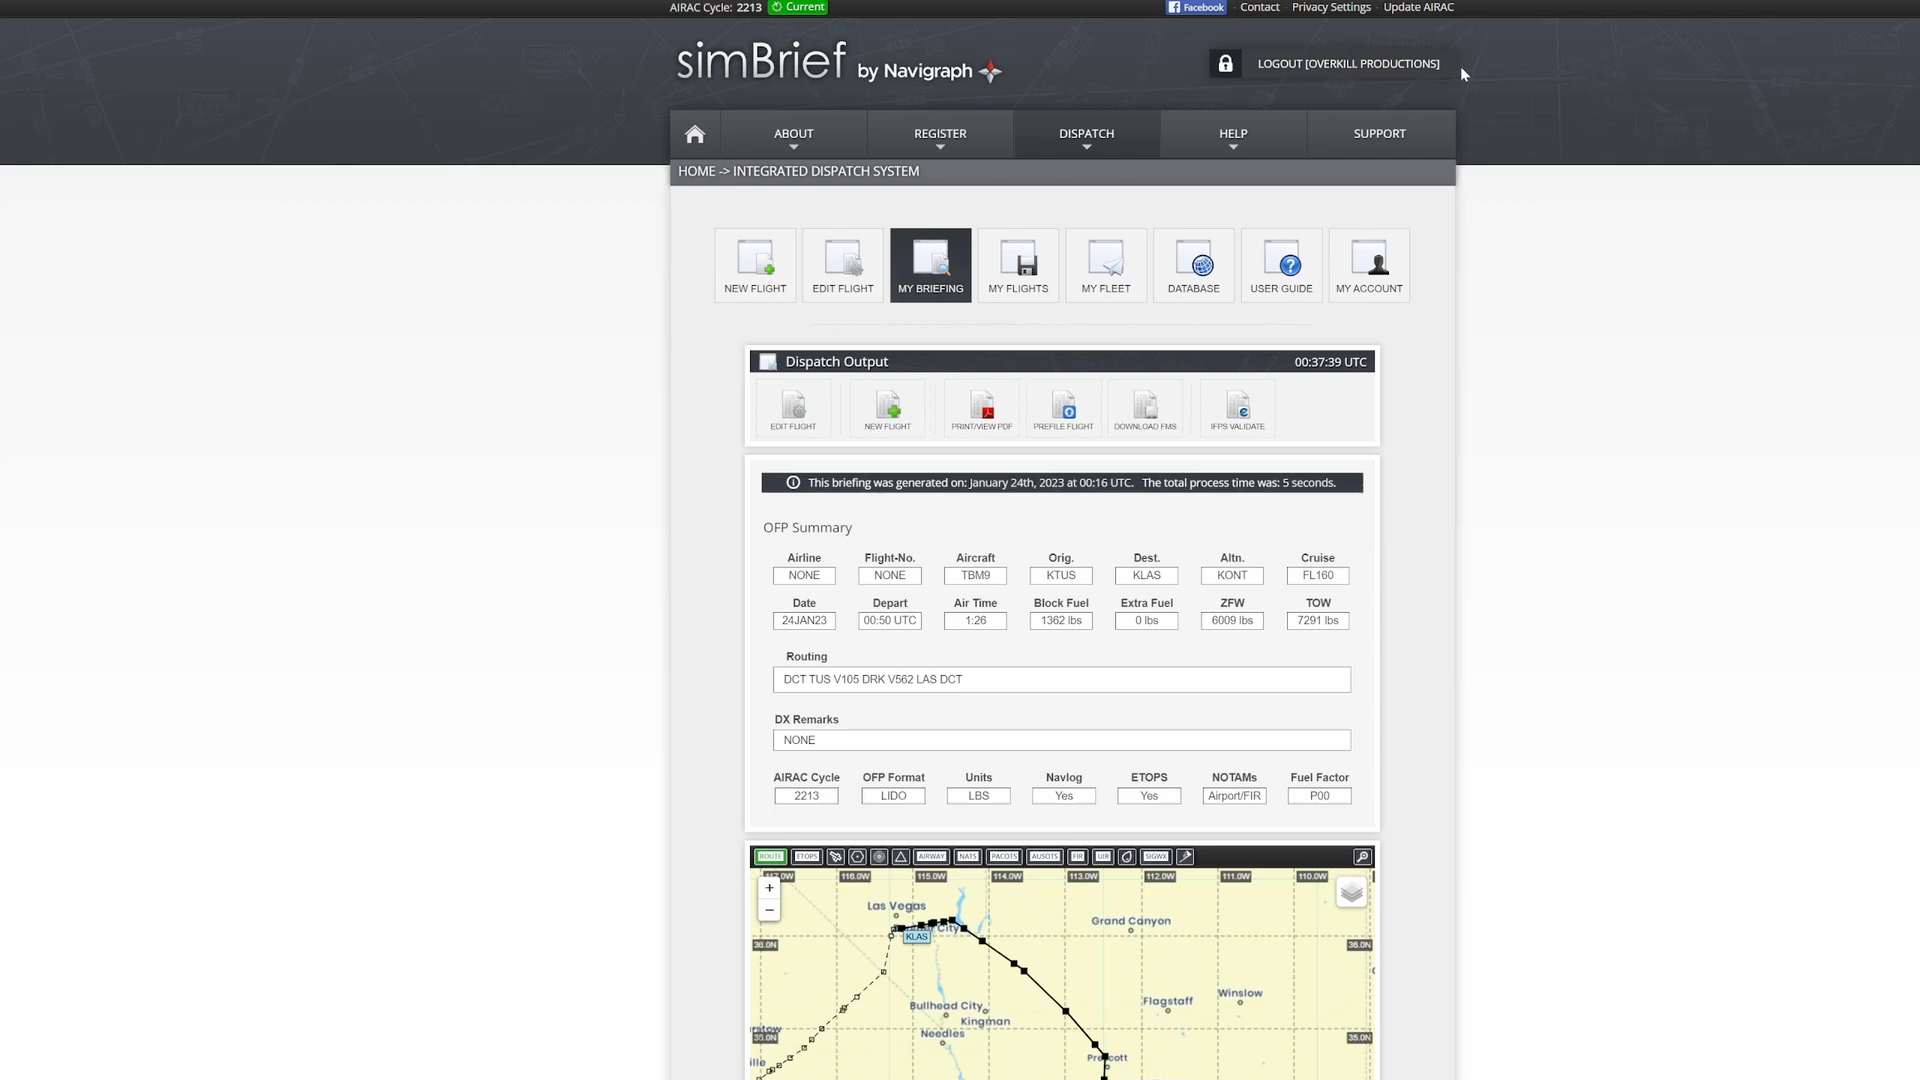 AIRAC Cycle: 2213 Current
Facebook - Contact - Privacy Settings - Update AIRAC
simBrief by Navigraph
LOGOUT [OVERKILL PRODUCTIONS]
ABOUT REGISTER DISPATCH HELP SUPPORT
HOME -> INTEGRATED DISPATCH SYSTEM
NEW FLIGHT EDIT FLIGHT MY BRIEFING MY FLIGHTS MY FLEET DATABASE USER GUIDE MY ACCOUNT
Dispatch Output 00:37:39 UTC
EDIT FLIGHT NEW FLIGHT PRINT/VIEW PDF PREFILE FLIGHT DOWNLOAD FMS IFPS VALIDATE
This briefing was generated on: January 24th, 2023 at 00:16 UTC. The total process time was: 5 seconds.
OFP Summary
Airline Flight-No. Aircraft Orig. Dest. Altn. Cruise
NONE NONE TBM9 KTUS KLAS KONT FL160
Date Depart Air Time Block Fuel Extra Fuel ZFW TOW
24JAN23 00:50 UTC 1:26 1362 lbs 0 lbs 6009 lbs 7291 lbs
Routing
DCT TUS V105 DRK V562 LAS DCT
DX Remarks
NONE
AIRAC Cycle OFP Format Units Navlog ETOPS NOTAMs Fuel Factor
2213 LIDO LBS Yes Yes Airport/FIR P00
ROUTE ETOPS AIRWAY NATS PACOTS AUSOTS FIR UIR SIGWX
116.0W 115.0W 114.0W 113.0W 112.0W 111.0W 110.0W
+
−
Las Vegas
Grand Canyon
City
KLAS
36.0N 36.0N
Winslow
Flagstaff
Bullhead City
Kingman
Needles
35.0N 35.0N